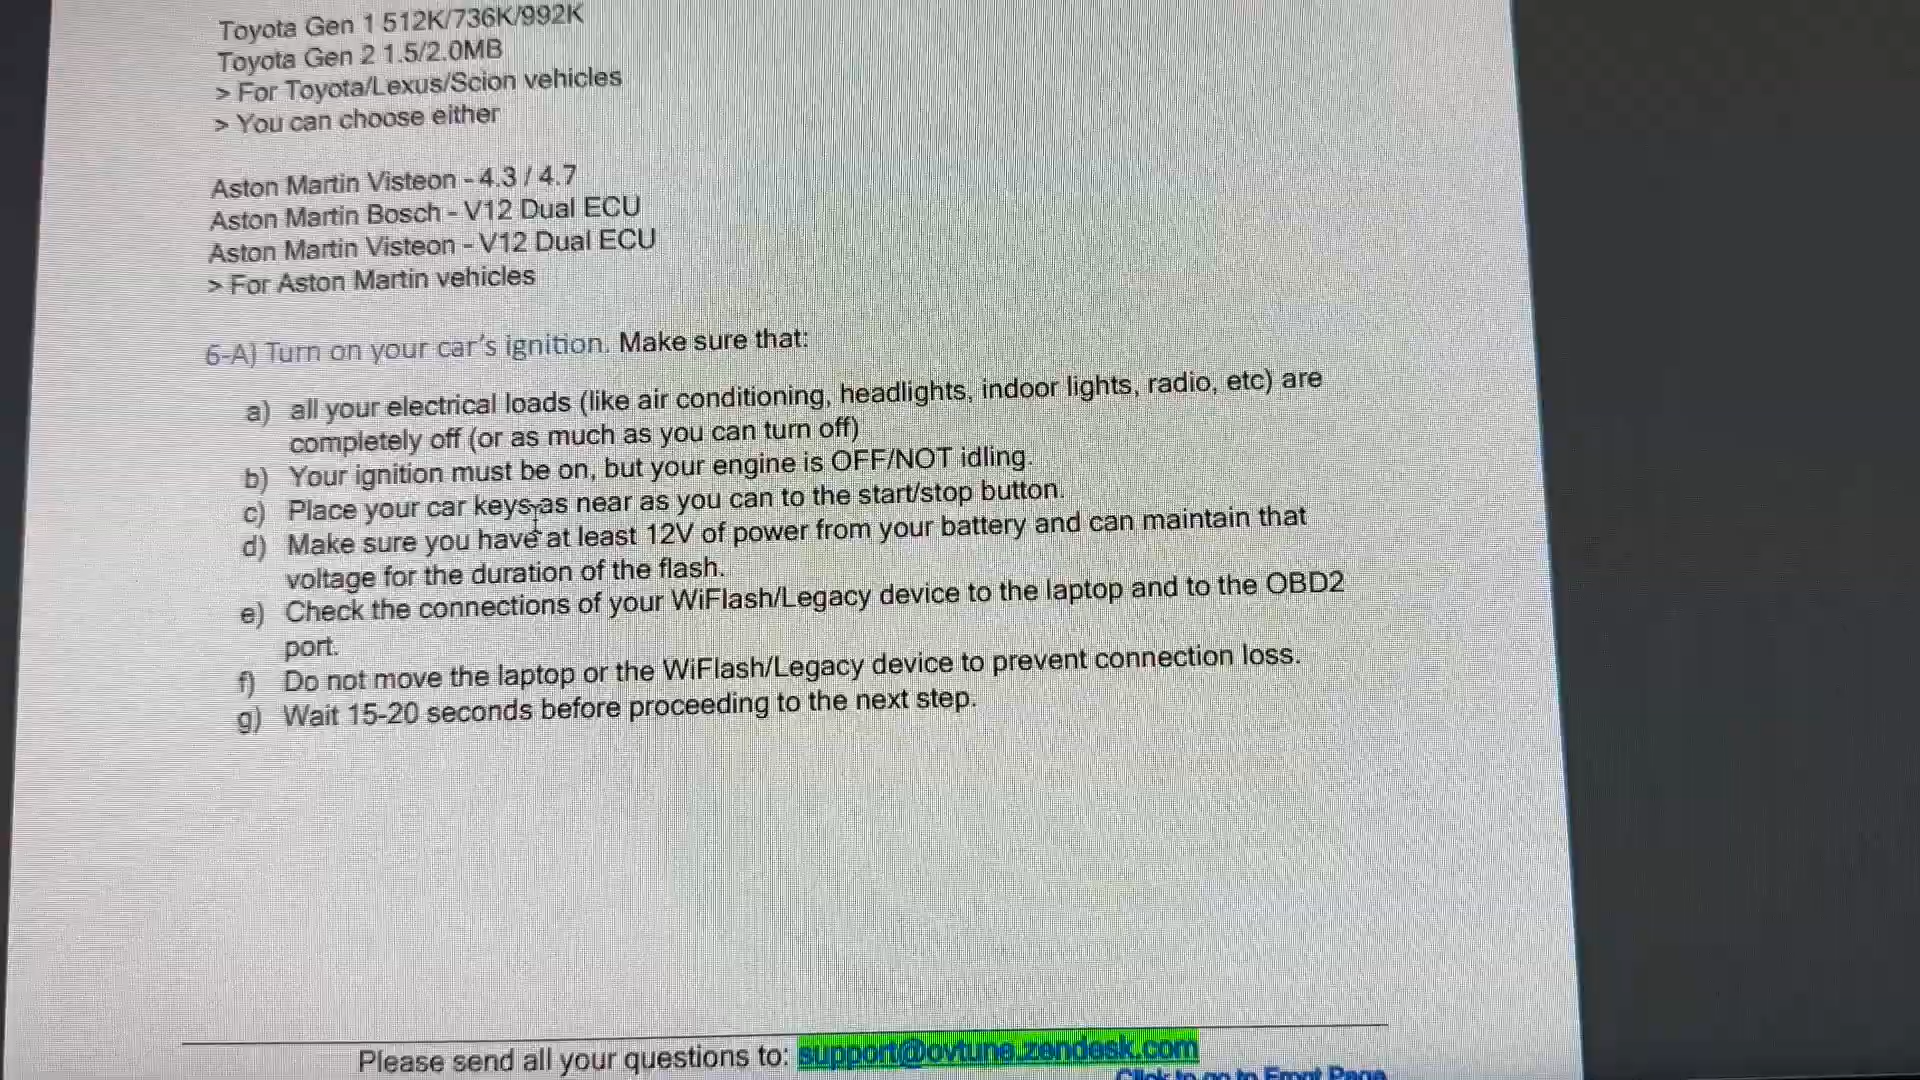 Toyota Gen 1 512K/736K/992K
Toyota Gen 2 1.5/2.0MB
> For Toyota/Lexus/Scion vehicles
> You can choose either
Aston Martin Visteon - 4.3 / 4.7
Aston Martin Bosch - V12 Dual ECU
Aston Martin Visteon - V12 Dual ECU
> For Aston Martin vehicles
6-A) Turn on your car's ignition. Make sure that:
a) all your electrical loads (like air conditioning, headlights, indoor lights, radio, etc) are
completely off (or as much as you can turn off)
b) Your ignition must be on, but your engine is OFF/NOT idling.
c) Place your car keys as near as you can to the start/stop button.
d) Make sure you have at least 12V of power from your battery and can maintain that
voltage for the duration of the flash.
e) Check the connections of your WiFlash/Legacy device to the laptop and to the OBD2
port.
f) Do not move the laptop or the WiFlash/Legacy device to prevent connection loss.
g) Wait 15-20 seconds before proceeding to the next step.
Please send all your questions to: support@ovtune.zendesk.com
Click to go to Front Page